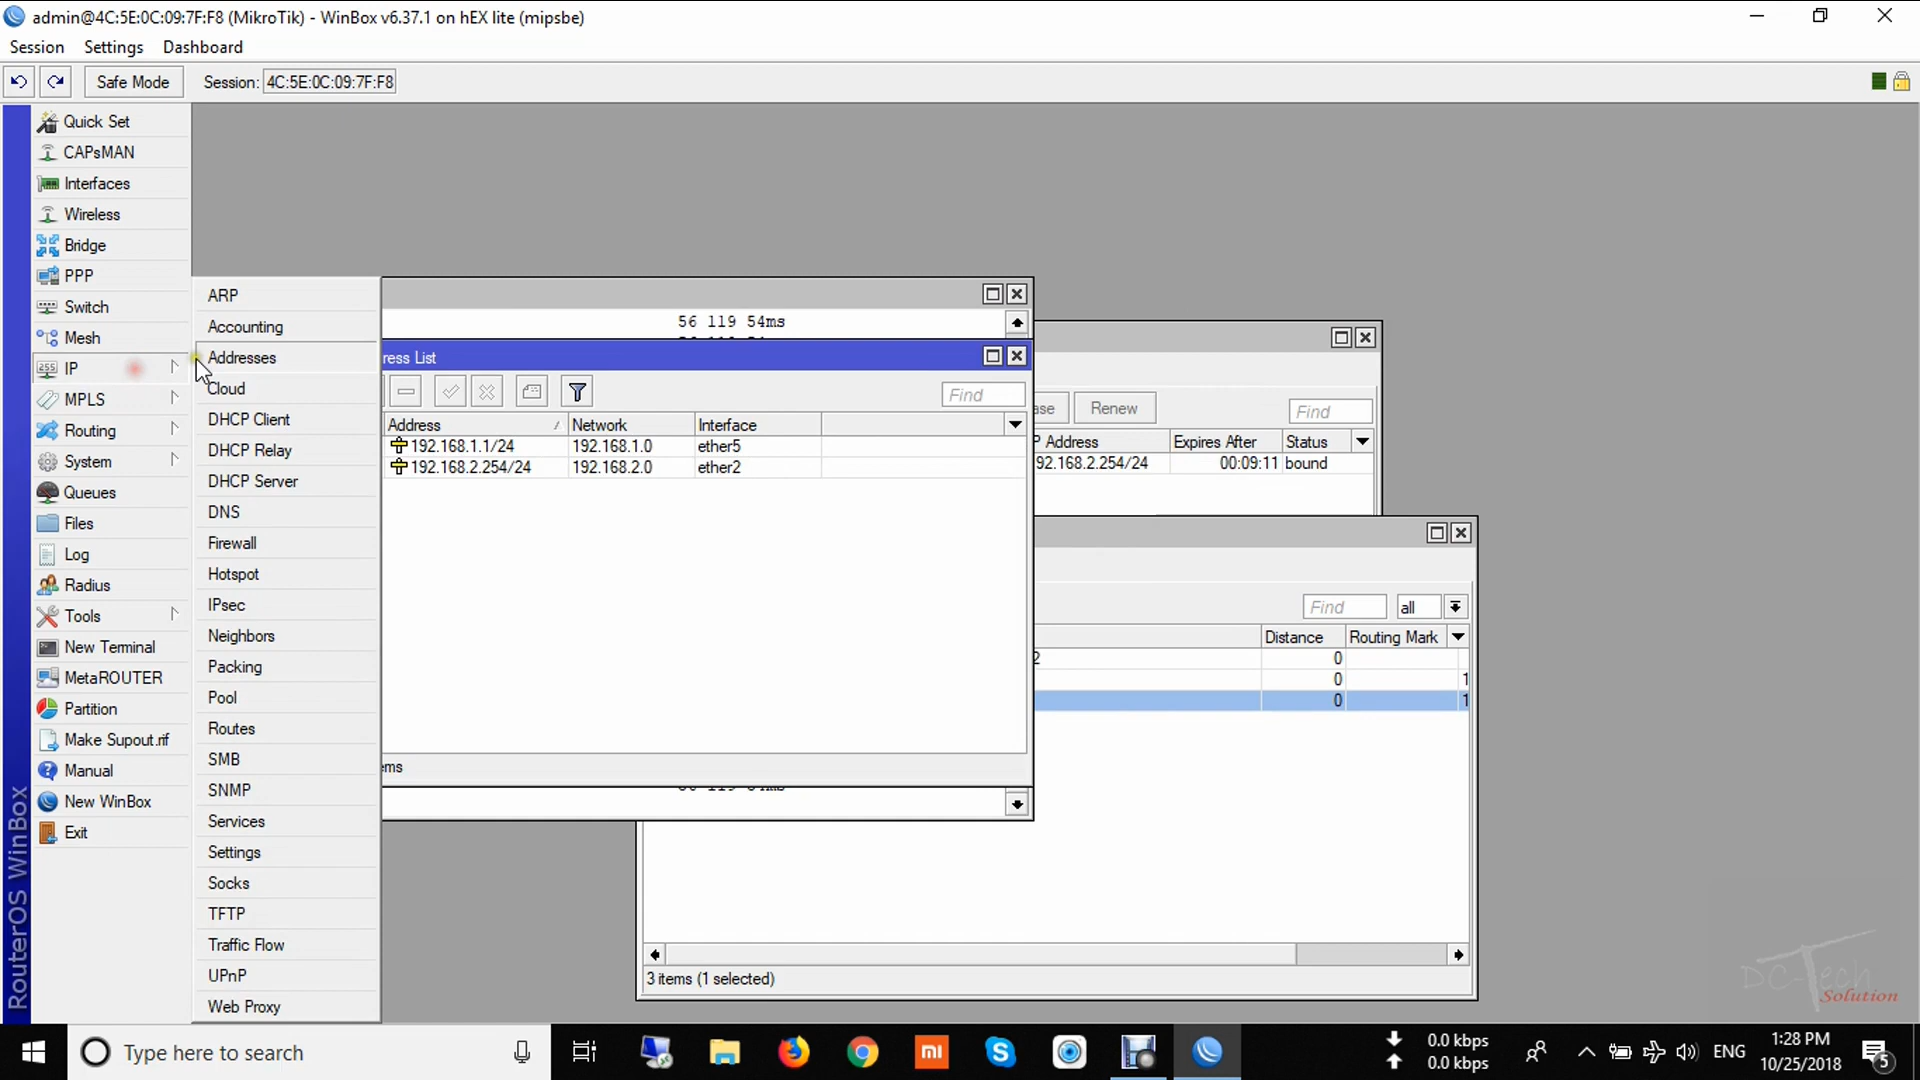 admin@4C:5E:0C:09:7F:F8 (MikroTik) - WinBox v6.37.1 on hEX lite (mipsbe)
Session Settings Dashboard
Safe Mode Session: 4C:5E:0C:09:7F:F8
Quick Set
CAPsMAN
Interfaces
Wireless
Bridge
PPP
Switch
Mesh
IP
MPLS
Routing
System
Queues
Files
Log
Radius
Tools
New Terminal
MetaROUTER
Partition
Make Supout.rif
Manual
New WinBox
Exit
RouterOS WinBox
ARP
Accounting
Addresses
Cloud
DHCP Client
DHCP Relay
DHCP Server
DNS
Firewall
Hotspot
IPsec
Neighbors
Packing
Pool
Routes
SMB
SNMP
Services
Settings
Socks
TFTP
Traffic Flow
UPnP
Web Proxy
56 119 54ms
ress List
Find
Address Network Interface
192.168.1.1/24 192.168.1.0 ether5
192.168.2.254/24 192.168.2.0 ether2
ems
ase Renew Find
P Address Expires After Status
92.168.2.254/24 00:09:11 bound
Find all
Distance Routing Mark
2 0
0 1
0 1
3 items (1 selected)
DC-Tech
Solution
Type here to search
mi
0.0 kbps
0.0 kbps
ENG
1:28 PM
10/25/2018
5